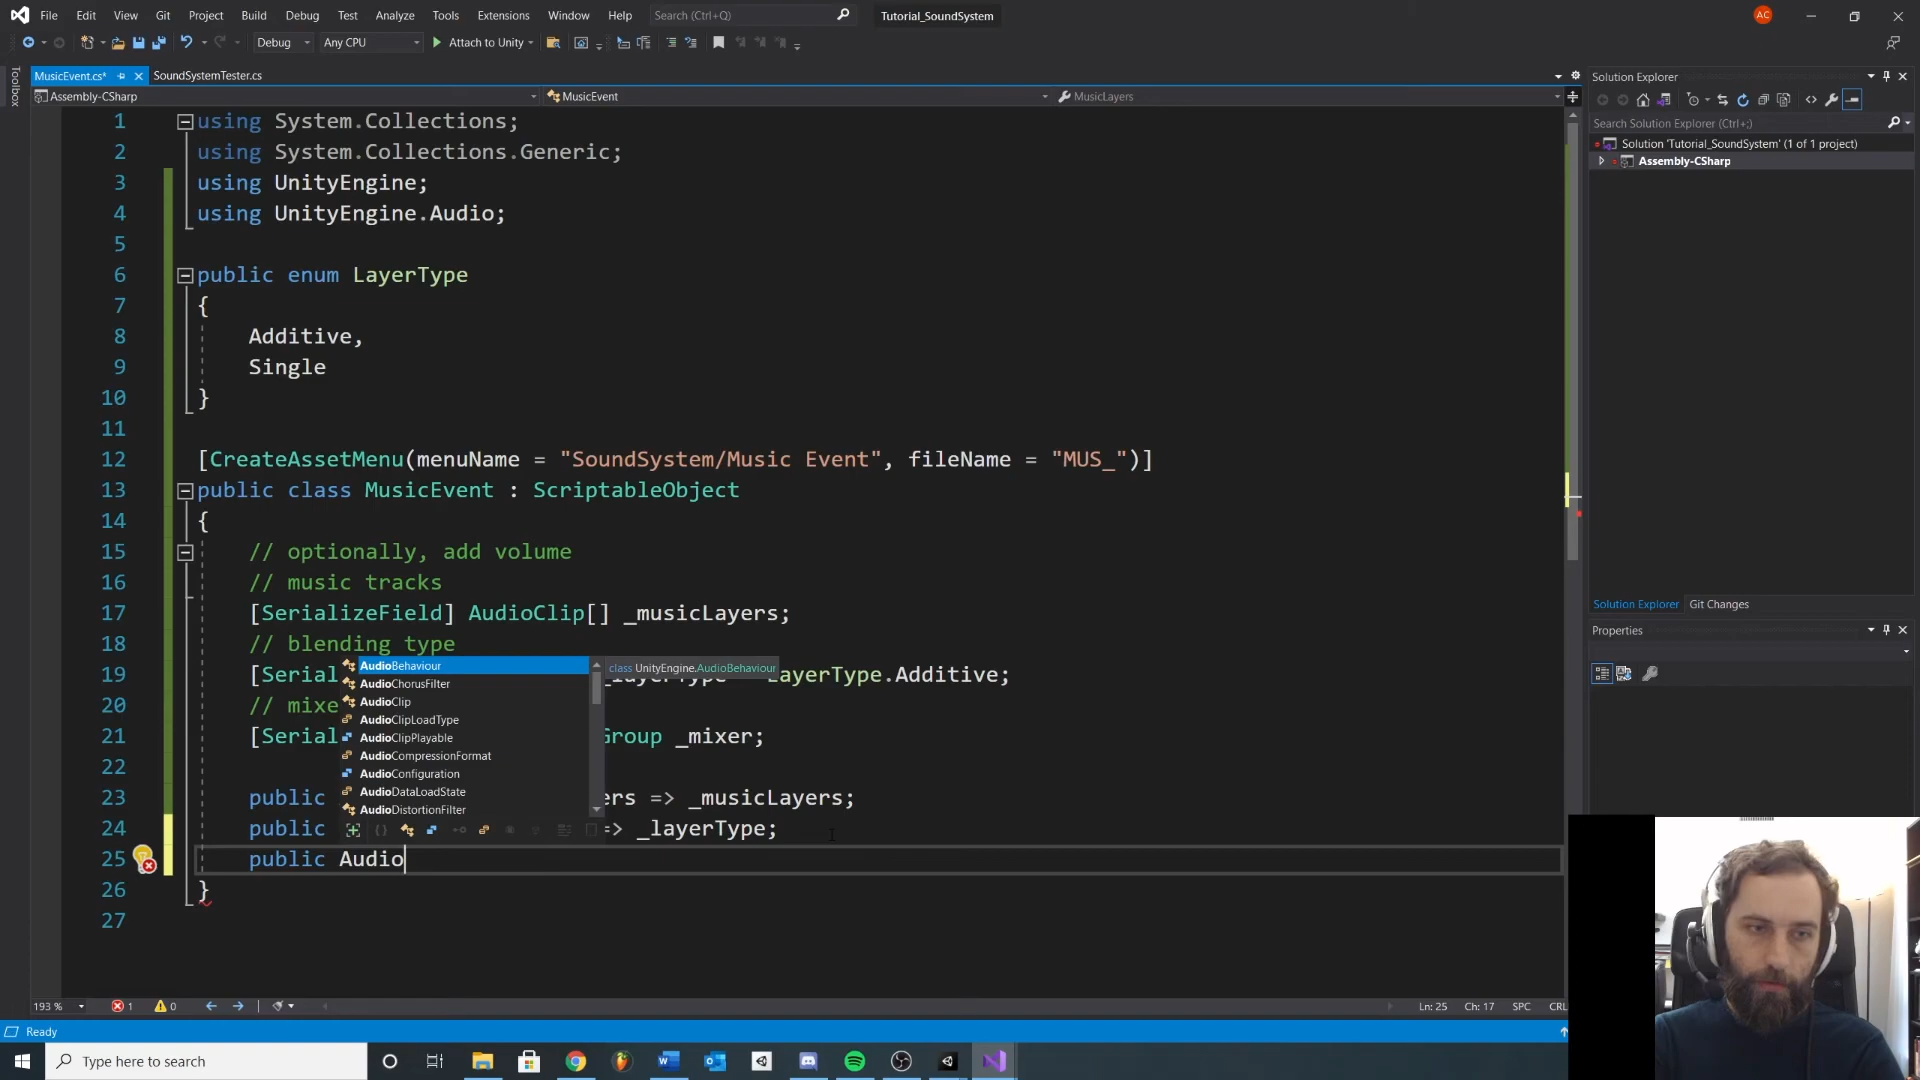 File Edit View Git Project Build Debug Test Analyze Tools Extensions Window Help Search (Ctrl+Q) Tutorial_SoundSystem AC
Debug Any CPU Attach to Unity
MusicEvent.cs* SoundSystemTester.cs
Assembly-CSharp MusicEvent MusicLayers
Toolbox
1 using System.Collections;
2 using System.Collections.Generic;
3 using UnityEngine;
4 using UnityEngine.Audio;
5
6 public enum LayerType
7 {
8 Additive,
9 Single
10 }
11
12 [CreateAssetMenu(menuName = "SoundSystem/Music Event", fileName = "MUS_")]
13 public class MusicEvent : ScriptableObject
14 {
15 // optionally, add volume
16 // music tracks
17 [SerializeField] AudioClip[] _musicLayers;
18 // blending type
19 [Serial LayerType.Additive;
20 // mixe
21 [Serial Group _mixer;
22
23 public ers => _musicLayers;
24 public => _layerType;
25 public Audio
26 }
27
AudioBehaviour class UnityEngine.AudioBehaviour
AudioChorusFilter
AudioClip
AudioClipLoadType
AudioClipPlayable
AudioCompressionFormat
AudioConfiguration
AudioDataLoadState
AudioDistortionFilter
Solution Explorer
Search Solution Explorer (Ctrl+;)
Solution 'Tutorial_SoundSystem' (1 of 1 project)
Assembly-CSharp
Solution Explorer Git Changes
Properties
193 % 1 0 Ln: 25 Ch: 17 SPC CRL
Ready
Type here to search